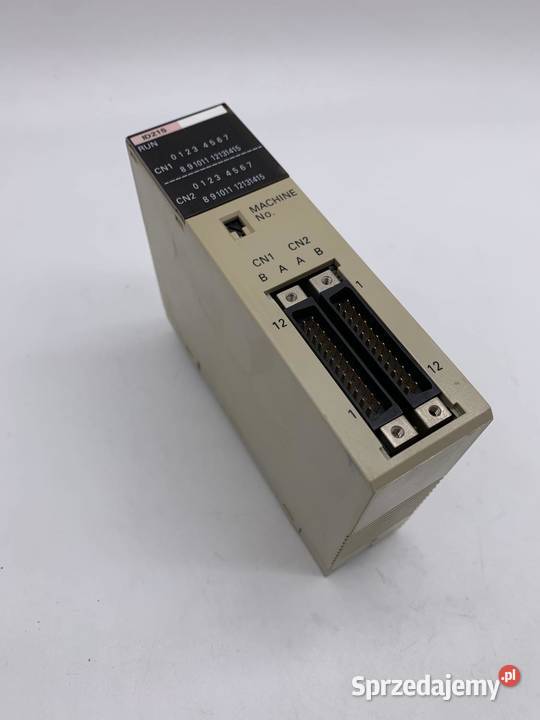 ID215
RUN
0 1 2 3 4 5 6 7
CN1
8 9 10 11 12 13 14 15
0 1 2 3 4 5 6 7
CN2
8 9 10 11 12 13 14 15
MACHINE
No.
CN1 CN2
B A A B
12 1
1 12
Sprzedajemy.pl